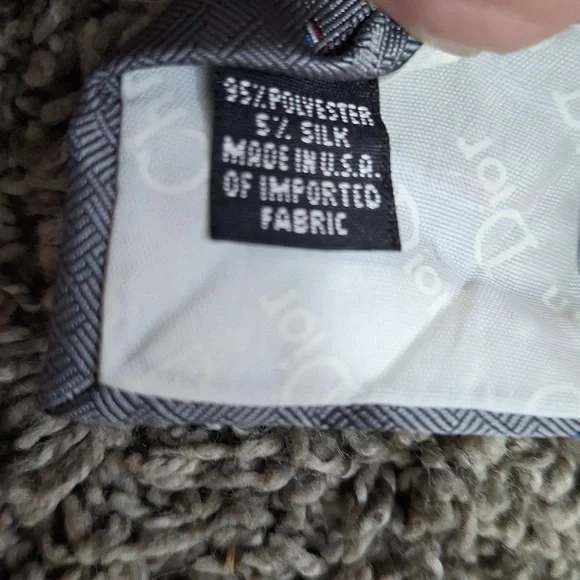 95% POLYESTER
5% SILK
MADE IN U.S.A.
OF IMPORTED
FABRIC
Dior
Dior
Dior